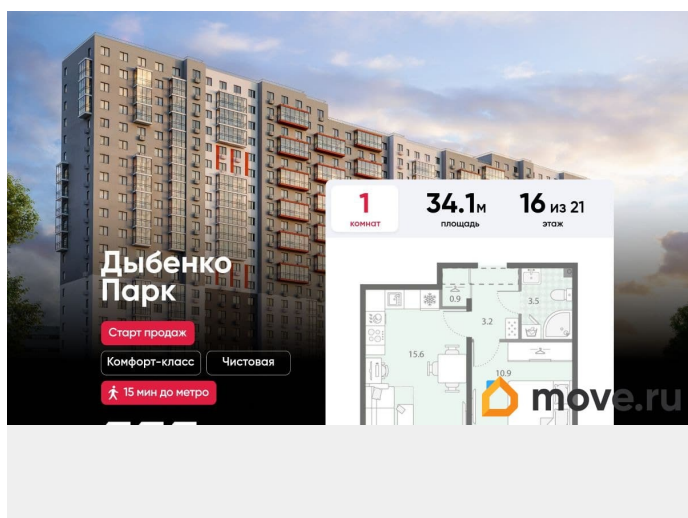 1
комнат
34.1м
площадь
16 из 21
этаж
Дыбенко
Парк
Старт продаж
Комфорт-класс
Чистовая
15 мин до метро
0.9
3.5
3.2
15.6
10.9
move.ru